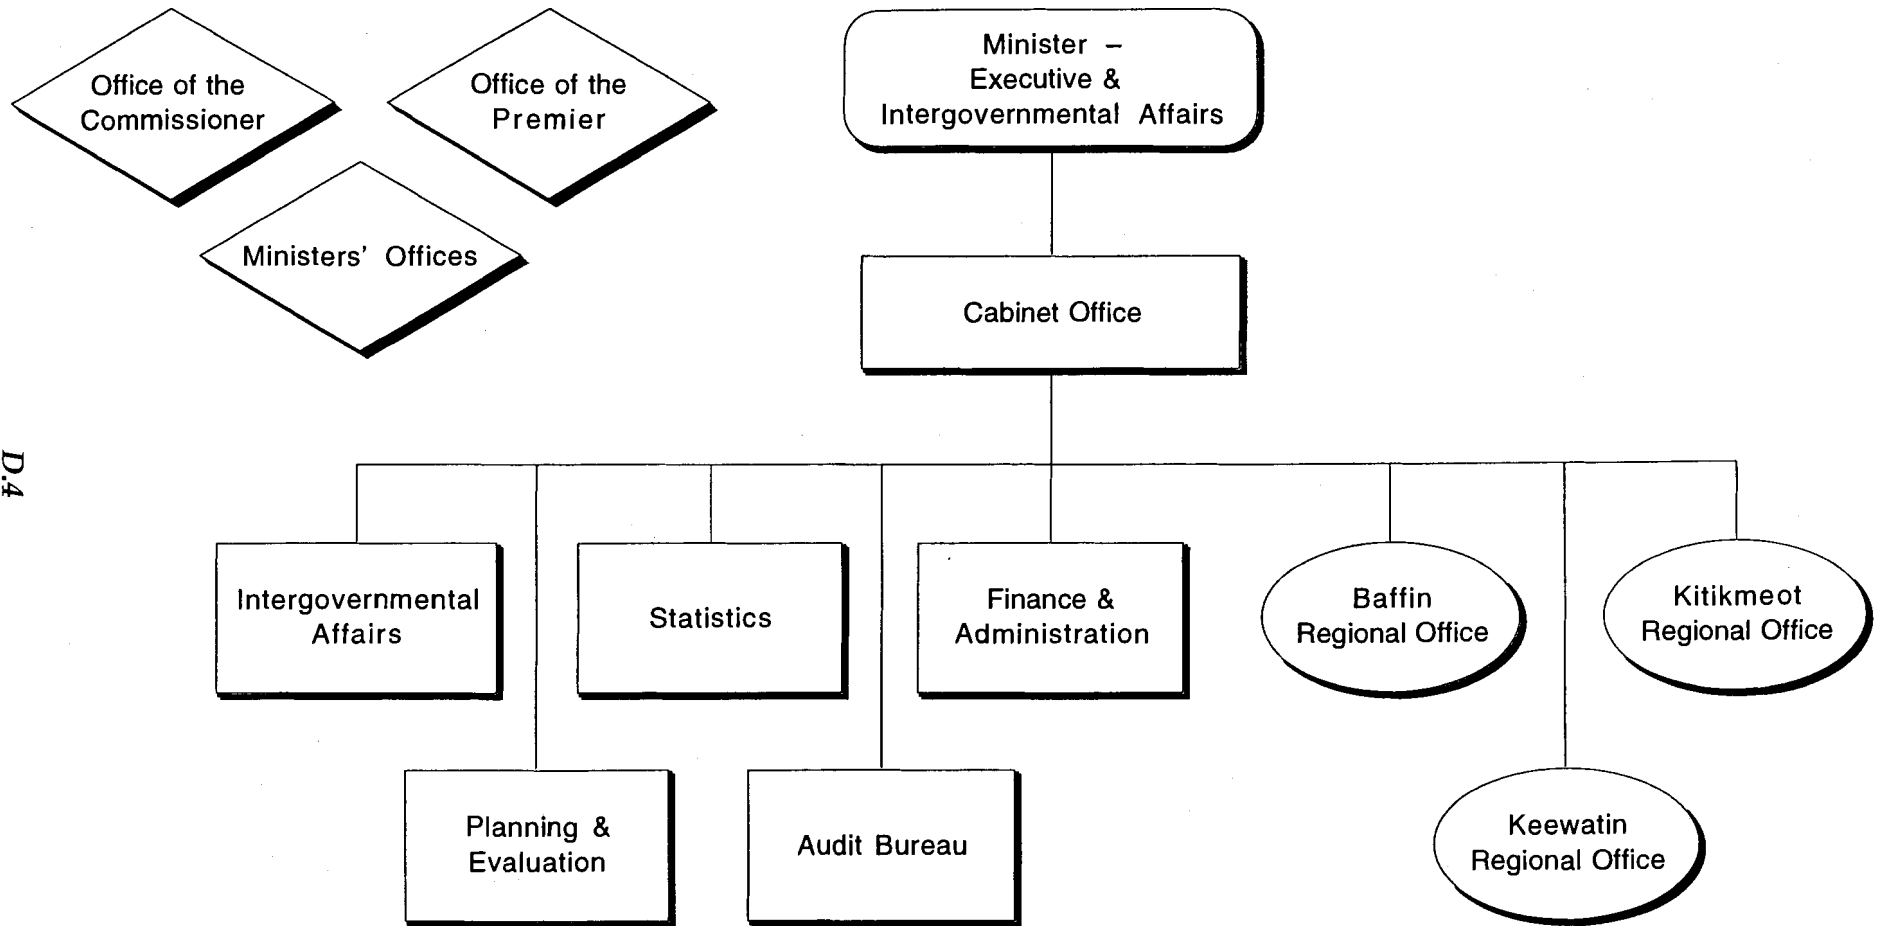 Office of the
Commissioner
Office of the
Premier
Ministers' Offices
Minister –
Executive &
Intergovernmental Affairs
Cabinet Office
Intergovernmental
Affairs
Statistics
Finance &
Administration
Baffin
Regional Office
Kitikmeot
Regional Office
Planning &
Evaluation
Audit Bureau
Keewatin
Regional Office
D.4